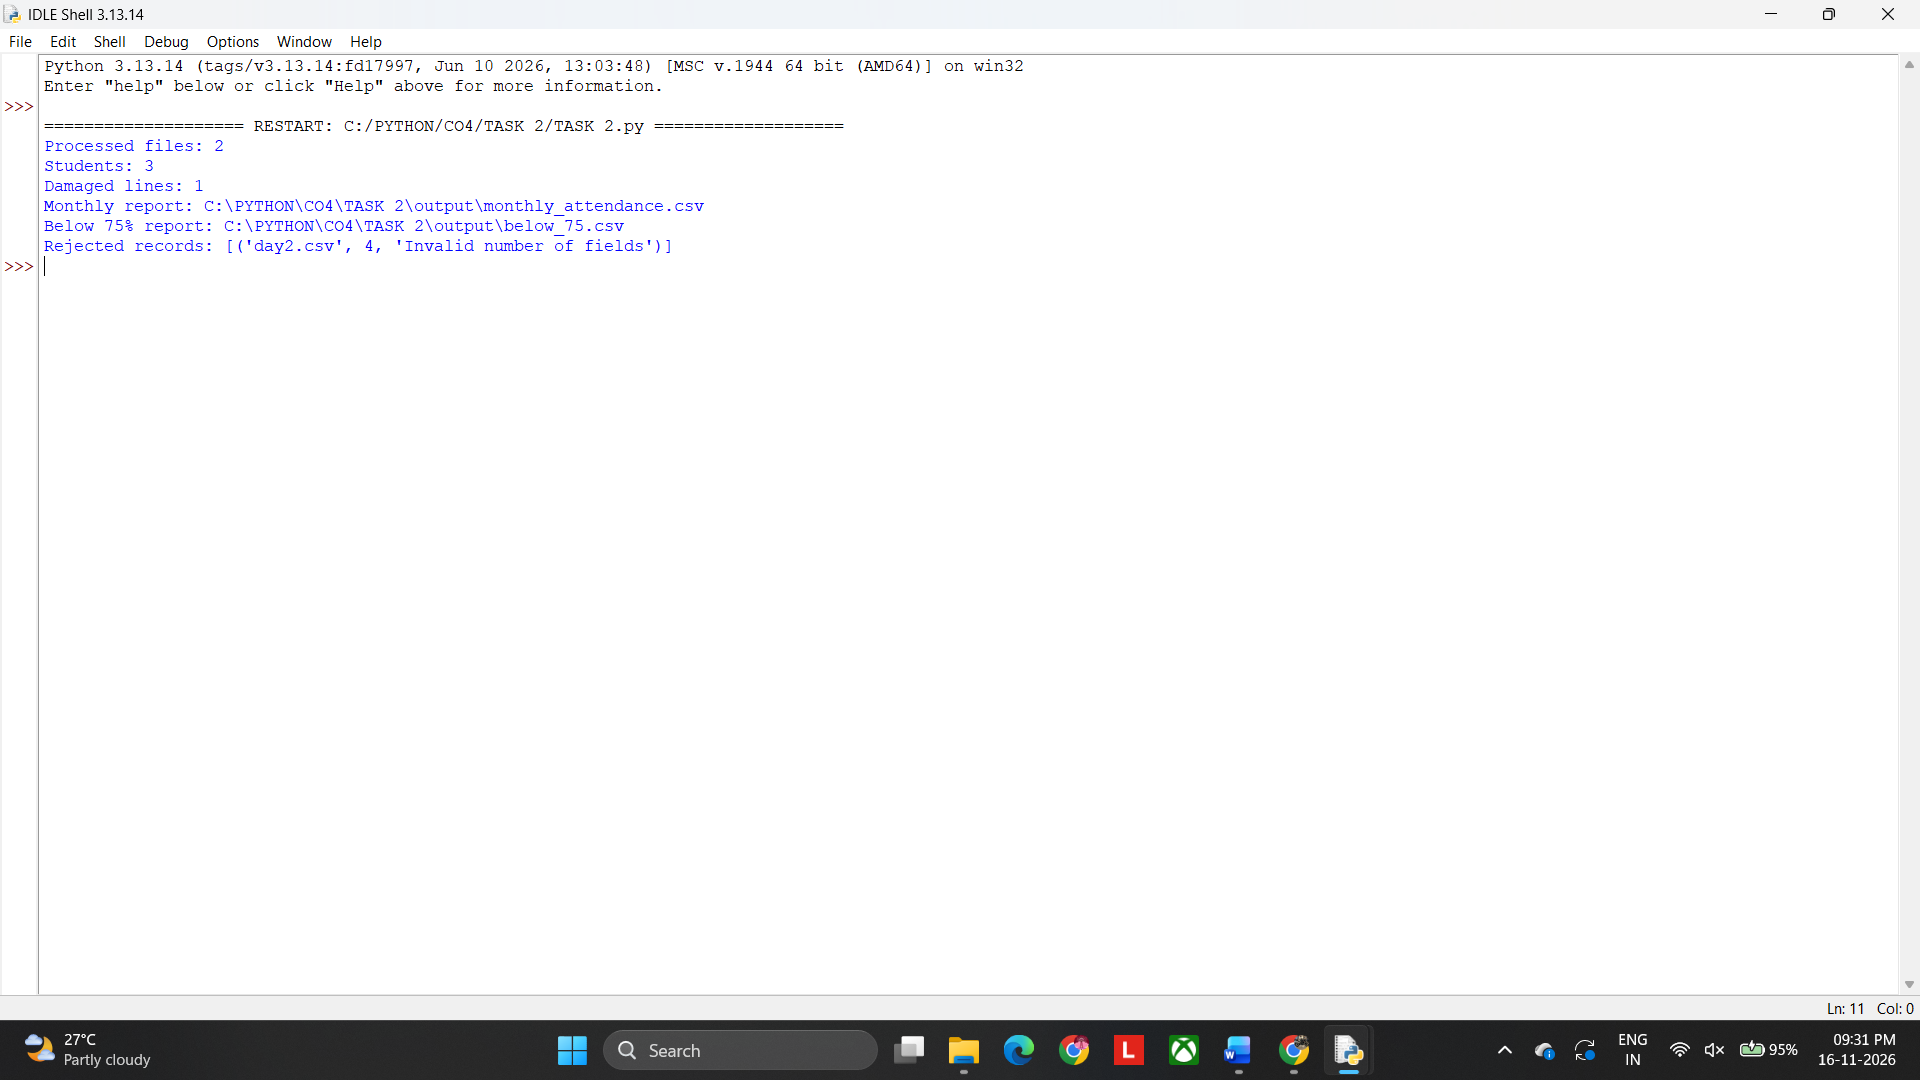 IDLE Shell 3.13.14
File Edit Shell Debug Options Window Help
Python 3.13.14 (tags/v3.13.14:fd17997, Jun 10 2026, 13:03:48) [MSC v.1944 64 bit (AMD64)] on win32
Enter "help" below or click "Help" above for more information.
>>>
==================== RESTART: C:/PYTHON/CO4/TASK 2/TASK 2.py ===================
Processed files: 2
Students: 3
Damaged lines: 1
Monthly report: C:\PYTHON\CO4\TASK 2\output\monthly_attendance.csv
Below 75% report: C:\PYTHON\CO4\TASK 2\output\below_75.csv
Rejected records: [('day2.csv', 4, 'Invalid number of fields')]
>>>
Ln: 11 Col: 0
27°C
Partly cloudy
Search
L
W
ENG
IN
95%
09:31 PM
16-11-2026